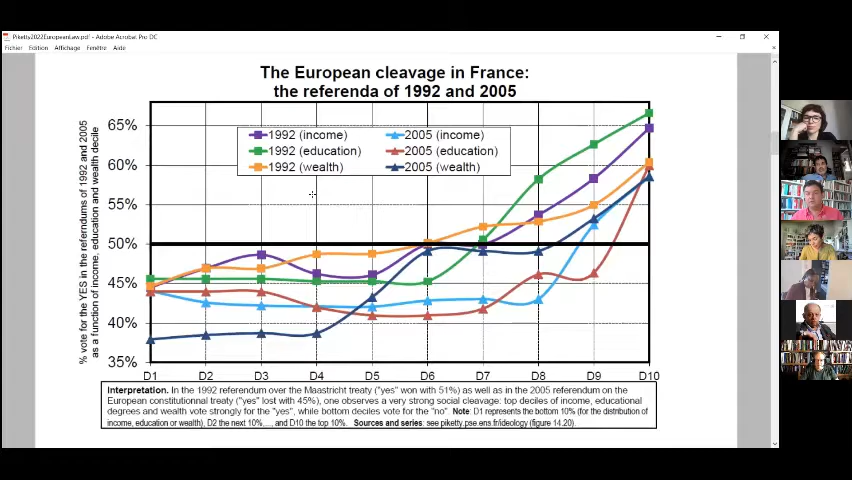 Piketty2022EuropeanLaw.pdf - Adobe Acrobat Pro DC
Fichier Edition Affichage Fenêtre Aide
The European cleavage in France:
the referenda of 1992 and 2005
% vote for the YES in the referendums of 1992 and 2005
as a function of income, education and wealth decile
65%
60%
55%
50%
45%
40%
35%
1992 (income) 2005 (income)
1992 (education) 2005 (education)
1992 (wealth) 2005 (wealth)
D1 D2 D3 D4 D5 D6 D7 D8 D9 D10
Interpretation. In the 1992 referendum over the Maastricht treaty ("yes" won with 51%) as well as in the 2005 referendum on the
European constitutionnal treaty ("yes" lost with 45%), one observes a very strong social cleavage: top deciles of income, educational
degrees and wealth vote strongly for the "yes", while bottom deciles vote for the "no". Note: D1 represents the bottom 10% (for the distribution of
income, education or wealth), D2 the next 10%...., and D10 the top 10%. Sources and series: see piketty.pse.ens.fr/ideology (figure 14.20).